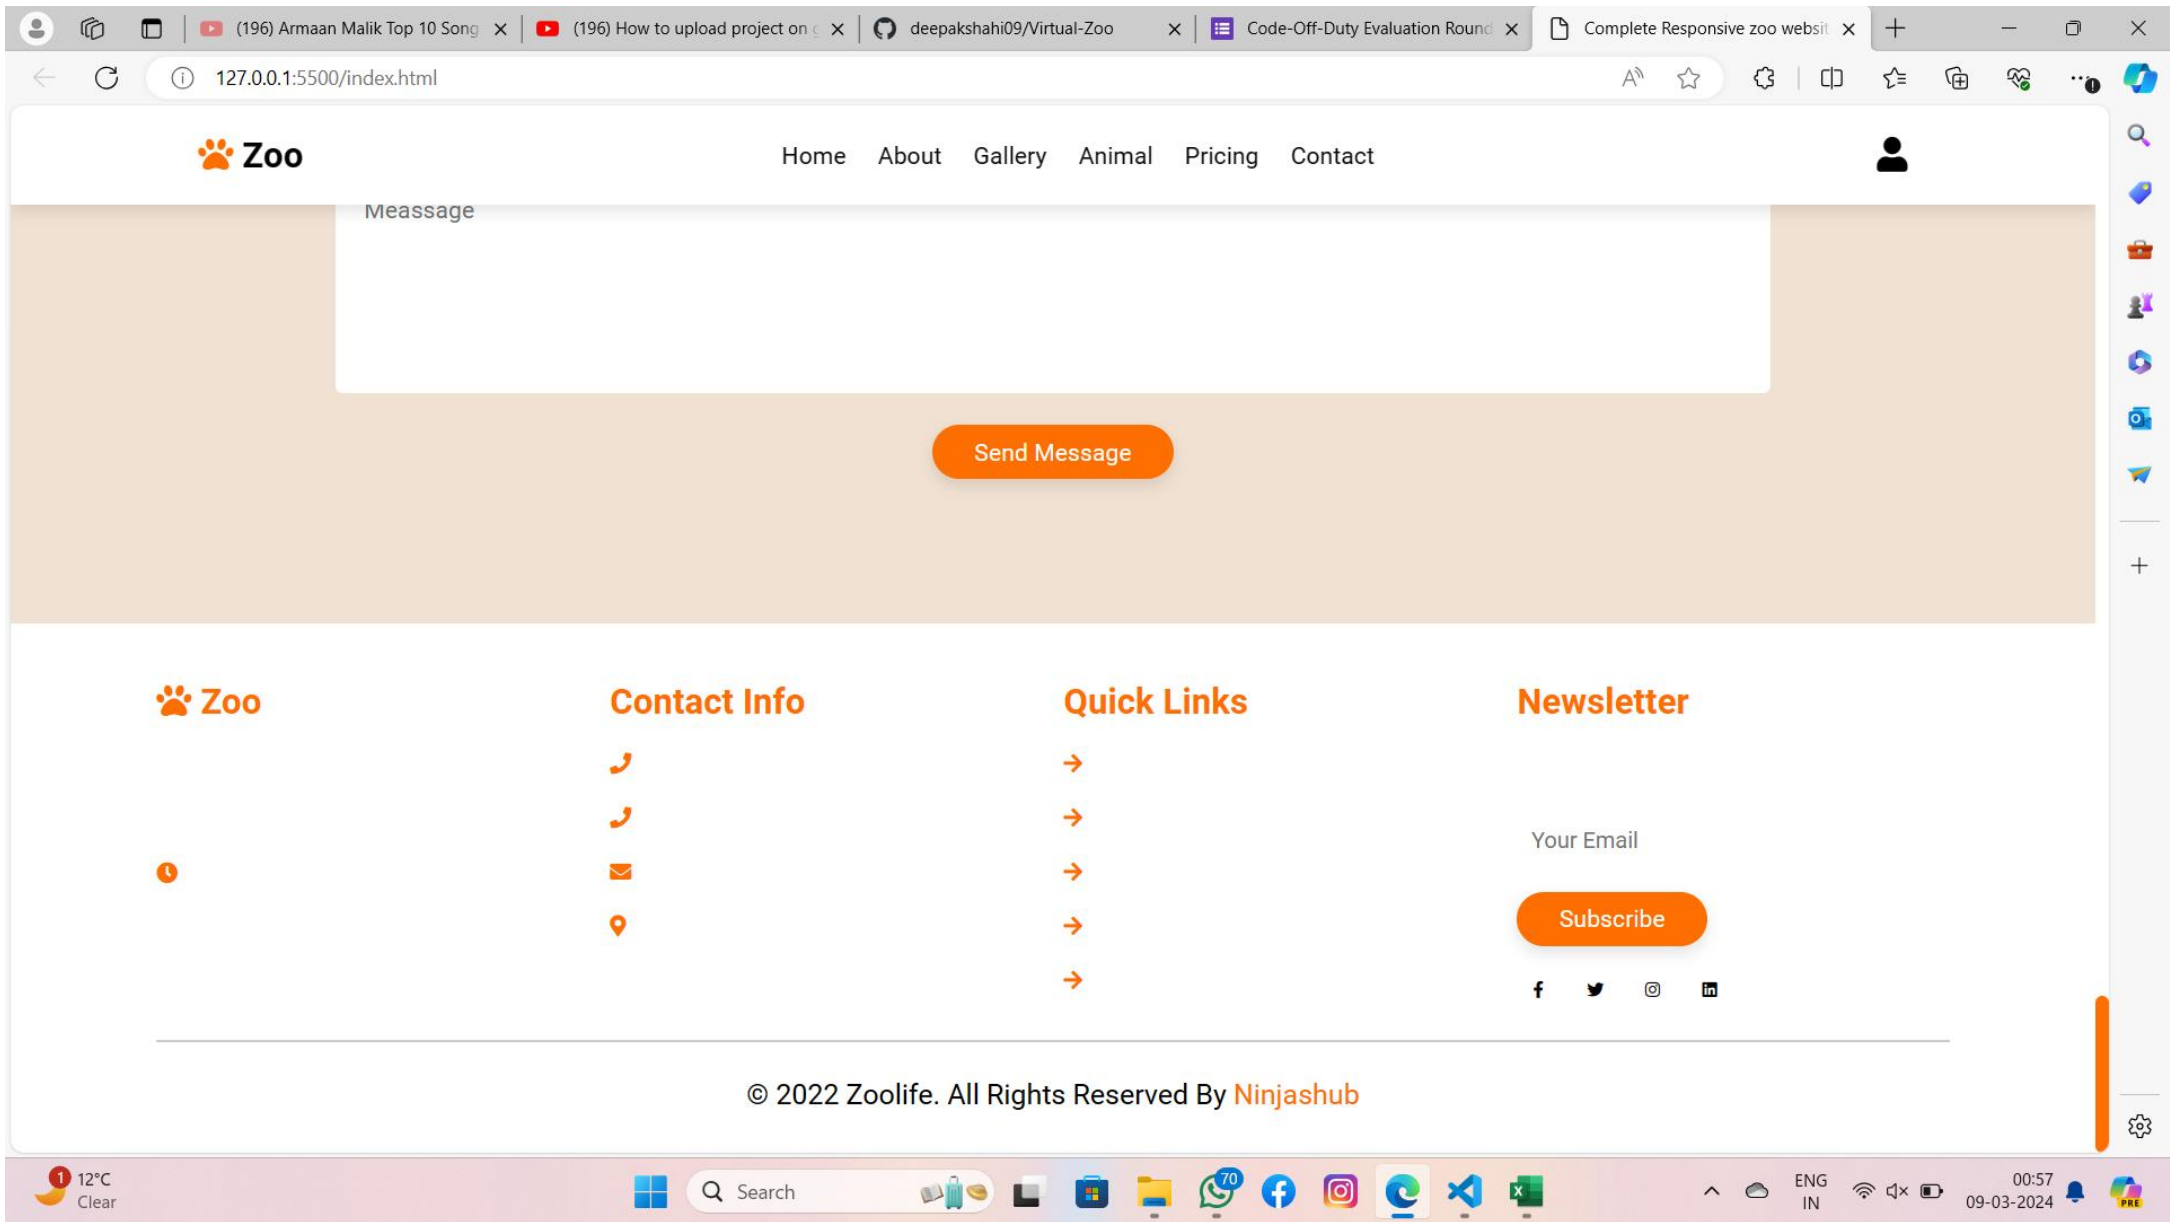 (196) Armaan Malik Top 10 Song
(196) How to upload project on g
deepakshahi09/Virtual-Zoo
Code-Off-Duty Evaluation Round
Complete Responsive zoo websit
127.0.0.1:5500/index.html
Zoo
Home About Gallery Animal Pricing Contact
Meassage
Send Message
Zoo
Contact Info
Quick Links
Newsletter
Your Email
Subscribe
© 2022 Zoolife. All Rights Reserved By Ninjashub
1
12°C
Clear
Search
70
ENG
IN
00:57
09-03-2024
PRE